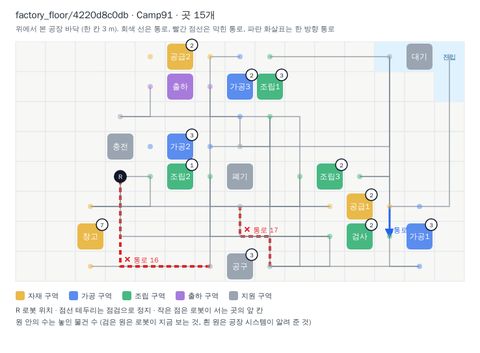 factory_floor/4220d8c0db · Camp91 · 곳 15개
위에서 본 공장 바닥 (한 칸 3 m). 회색 선은 통로, 빨간 점선은 막힌 통로, 파란 화살표는 한 방향 통로
공급2 2
대기
진입
출하
가공3 2
조립1 3
충전
가공2 3
R
조립2 1
폐기
조립3 2
공급1 2
창고 7
✕ 통로 17
검사 2
통로
가공1 3
✕ 통로 16
공구 3
자재 구역
가공 구역
조립 구역
출하 구역
지원 구역
R 로봇 위치 · 점선 테두리는 점검으로 정지 · 작은 점은 로봇이 서는 곳의 앞 칸
원 안의 수는 놓인 물건 수 (검은 원은 로봇이 지금 보는 것, 흰 원은 공장 시스템이 알려 준 것)